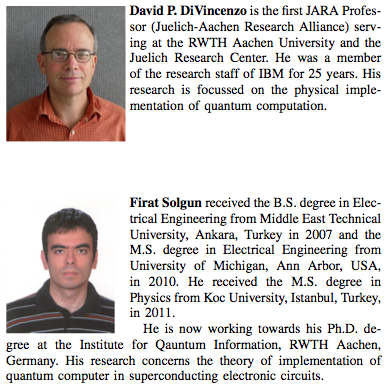 David P. DiVincenzo is the first JARA Profes-
sor (Juelich-Aachen Research Alliance) serv-
ing at the RWTH Aachen University and the
Juelich Research Center. He was a member
of the research staff of IBM for 25 years. His
research is focussed on the physical imple-
mentation of quantum computation.
Firat Solgun received the B.S. degree in Elec-
trical Engineering from Middle East Technical
University, Ankara, Turkey in 2007 and the
M.S. degree in Electrical Engineering from
University of Michigan, Ann Arbor, USA,
in 2010. He received the M.S. degree in
Physics from Koc University, Istanbul, Turkey,
in 2011.
He is now working towards his Ph.D. de-
gree at the Institute for Qauntum Information, RWTH Aachen,
Germany. His research concerns the theory of implementation of
quantum computer in superconducting electronic circuits.